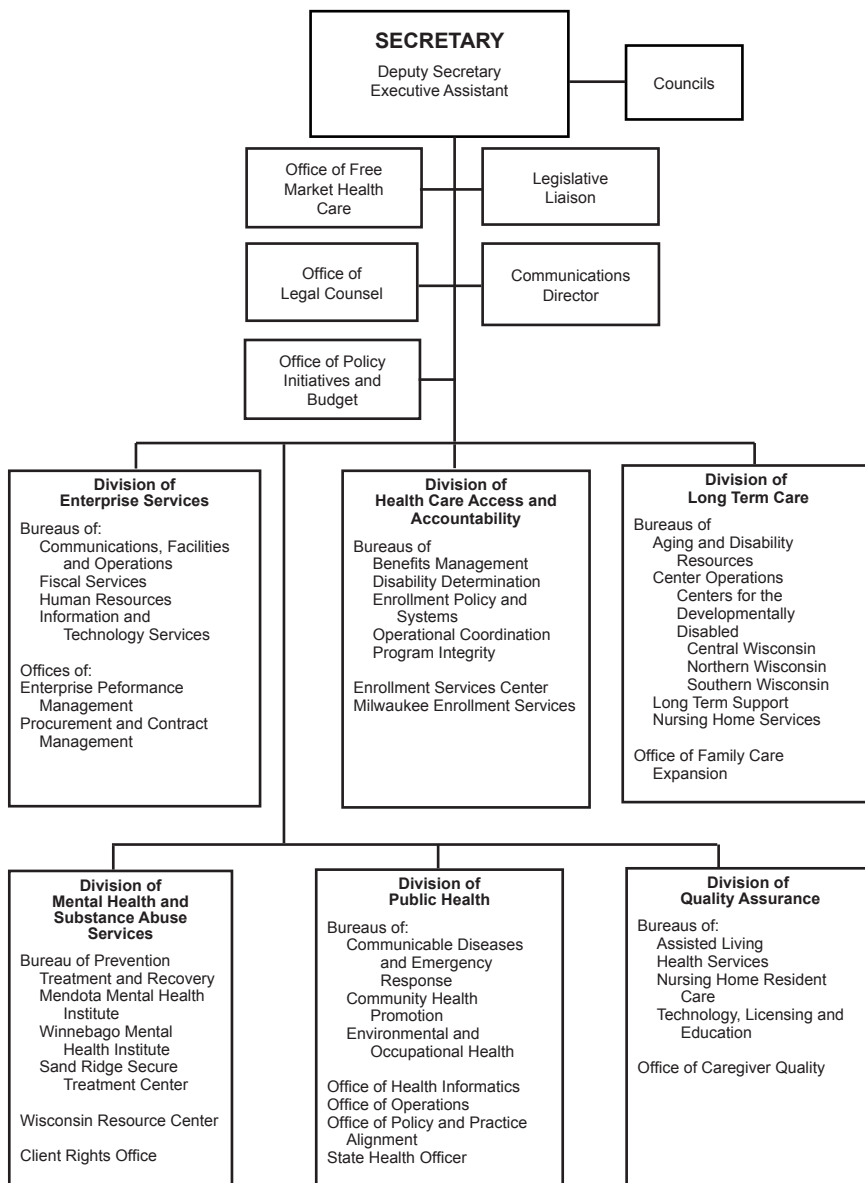 SECRETARY
Deputy Secretary
Executive Assistant
Councils
Office of Free
Market Health
Care
Legislative
Liaison
Office of
Legal Counsel
Communications
Director
Office of Policy
Initiatives and
Budget
Division of
Enterprise Services
Bureaus of:
Communications, Facilities
and Operations
Fiscal Services
Human Resources
Information and
Technology Services
Offices of:
Enterprise Peformance
Management
Procurement and Contract
Management
Division of
Health Care Access and
Accountability
Bureaus of
Benefits Management
Disability Determination
Enrollment Policy and
Systems
Operational Coordination
Program Integrity
Enrollment Services Center
Milwaukee Enrollment Services
Division of
Long Term Care
Bureaus of
Aging and Disability
Resources
Center Operations
Centers for the
Developmentally
Disabled
Central Wisconsin
Northern Wisconsin
Southern Wisconsin
Long Term Support
Nursing Home Services
Office of Family Care
Expansion
Division of
Mental Health and
Substance Abuse
Services
Bureau of Prevention
Treatment and Recovery
Mendota Mental Health
Institute
Winnebago Mental
Health Institute
Sand Ridge Secure
Treatment Center
Wisconsin Resource Center
Client Rights Office
Division of
Public Health
Bureaus of:
Communicable Diseases
and Emergency
Response
Community Health
Promotion
Environmental and
Occupational Health
Office of Health Informatics
Office of Operations
Office of Policy and Practice
Alignment
State Health Officer
Division of
Quality Assurance
Bureaus of:
Assisted Living
Health Services
Nursing Home Resident
Care
Technology, Licensing and
Education
Office of Caregiver Quality